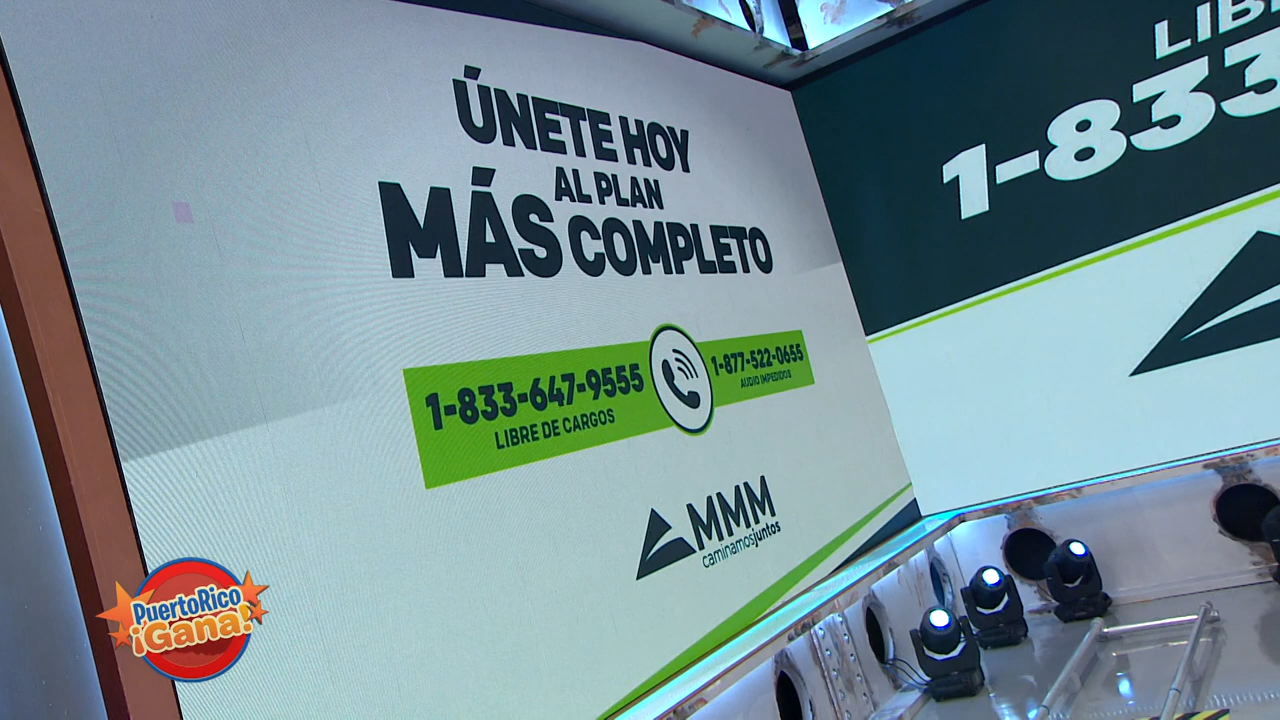 ÚNETE HOY
AL PLAN
MÁS COMPLETO
1-833-647-9555
LIBRE DE CARGOS
1-877-522-0655
AUDIO IMPEDIDOS
MMM
caminamosjuntos
1-833
PuertoRico
¡Gana!